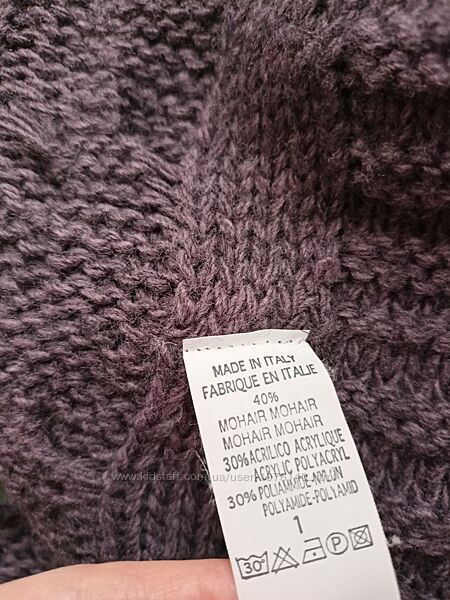 MADE IN ITALY
FABRIQUE EN ITALIE
40%
MOHAIR MOHAIR
MOHAIR MOHAIR
30% ACRILICO ACRYLIQUE
ACRYLIC POLYACRYL
30% POLIAMMIDE
POLYAMIDE-POLYAMID
1
30° P